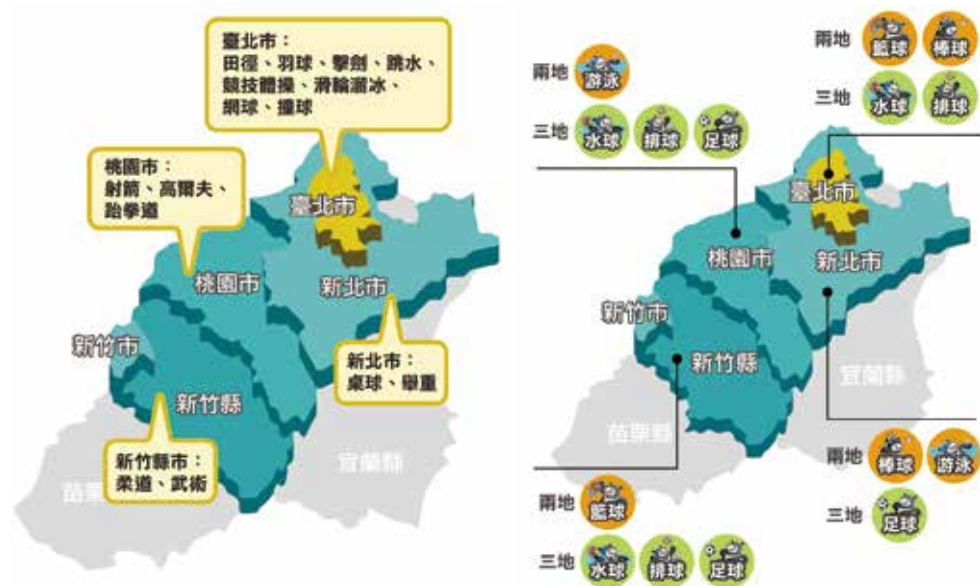 臺北市：
田徑、羽球、擊劍、跳水、
競技體操、滑輪溜冰、
網球、撞球
桃園市：
射箭、高爾夫、
跆拳道
臺北市
桃園市
新北市
新竹市
新竹縣
新北市：
桌球、舉重
新竹縣市：
柔道、武術
苗栗
宜蘭縣
兩地 游泳
三地 水球 排球 足球
兩地 籃球 棒球
三地 水球 排球
臺北市
桃園市
新北市
新竹市
新竹縣
宜蘭縣
苗栗縣
兩地 籃球
三地 水球 排球 足球
兩地 棒球 游泳
三地 足球